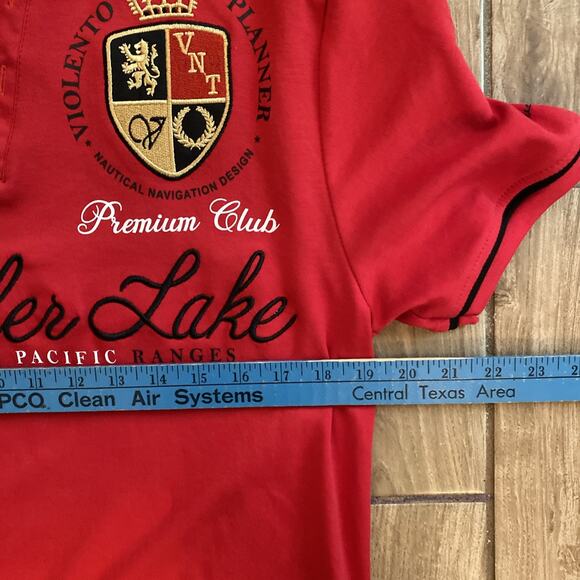 VIOLENTO PLANNER
VNT
V
* NAUTICAL NAVIGATION DESIGN *
Premium Club
ler Lake
PACIFIC RANGES
11 12 13 14 15 16 17 18 19 20 21 22 23
PCQ Clean Air Systems Central Texas Area